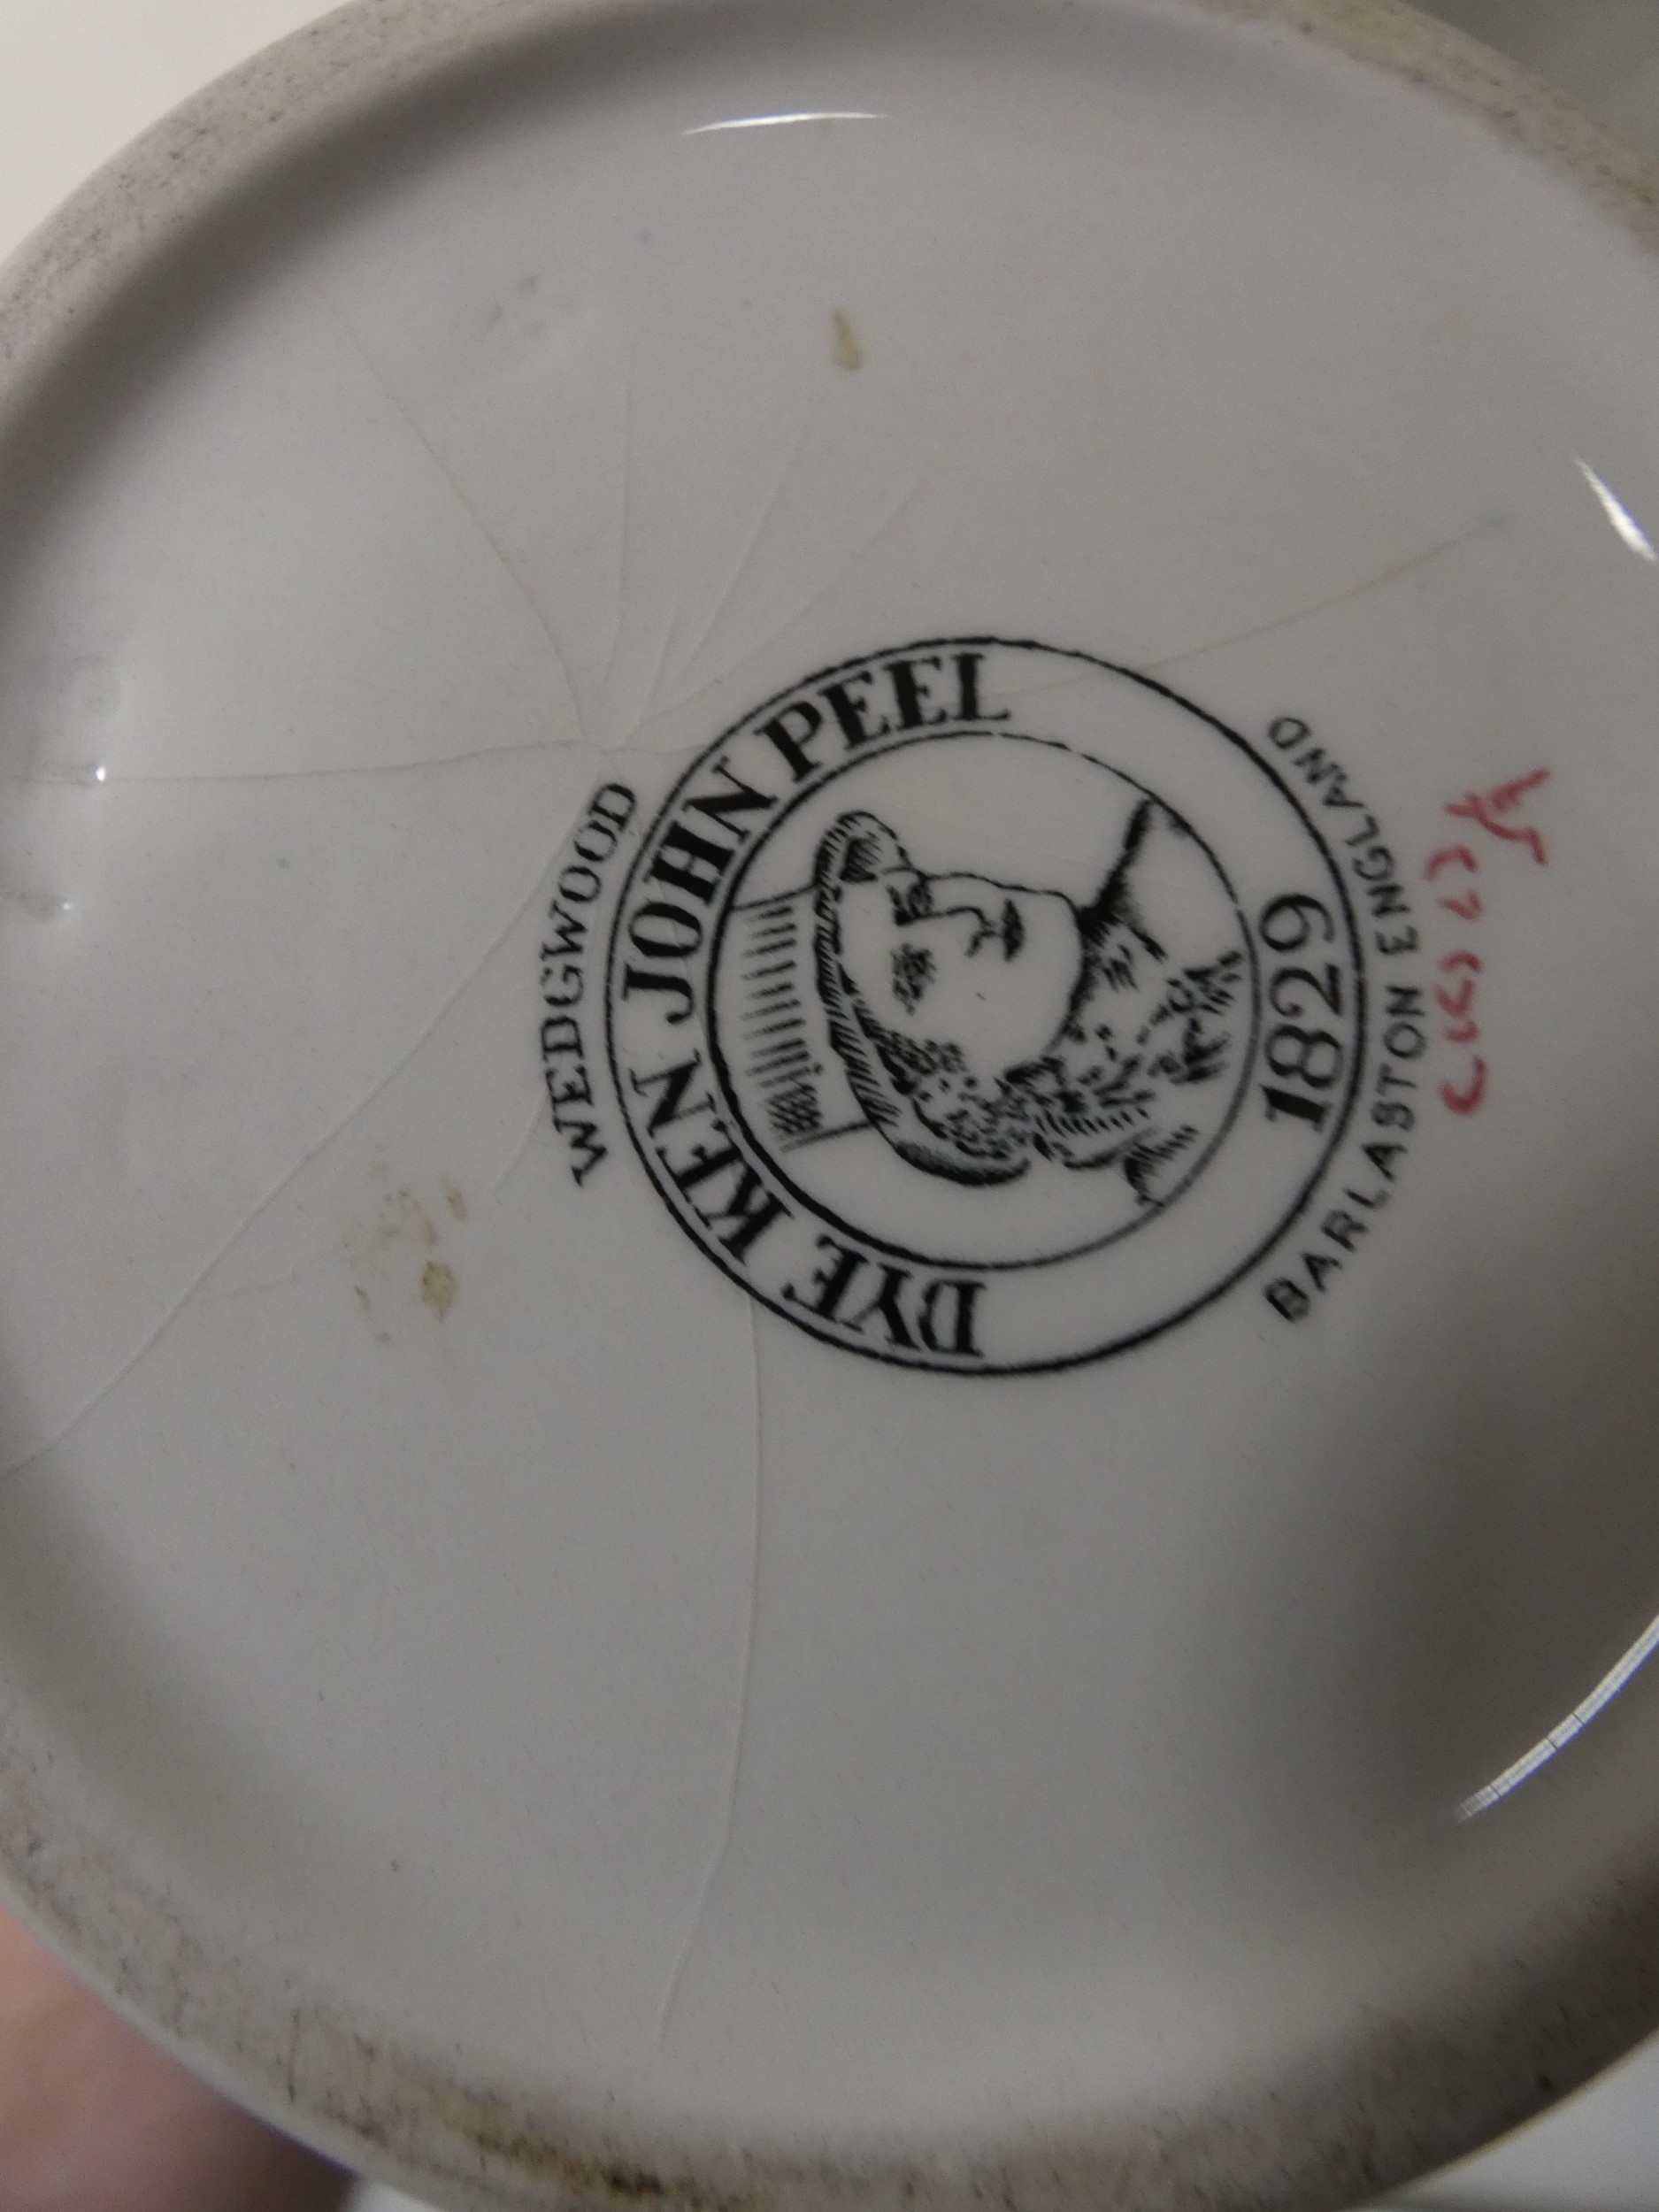 WEDGWOOD
DYE KEN JOHN PEEL
1829
BARLASTON ENGLAND